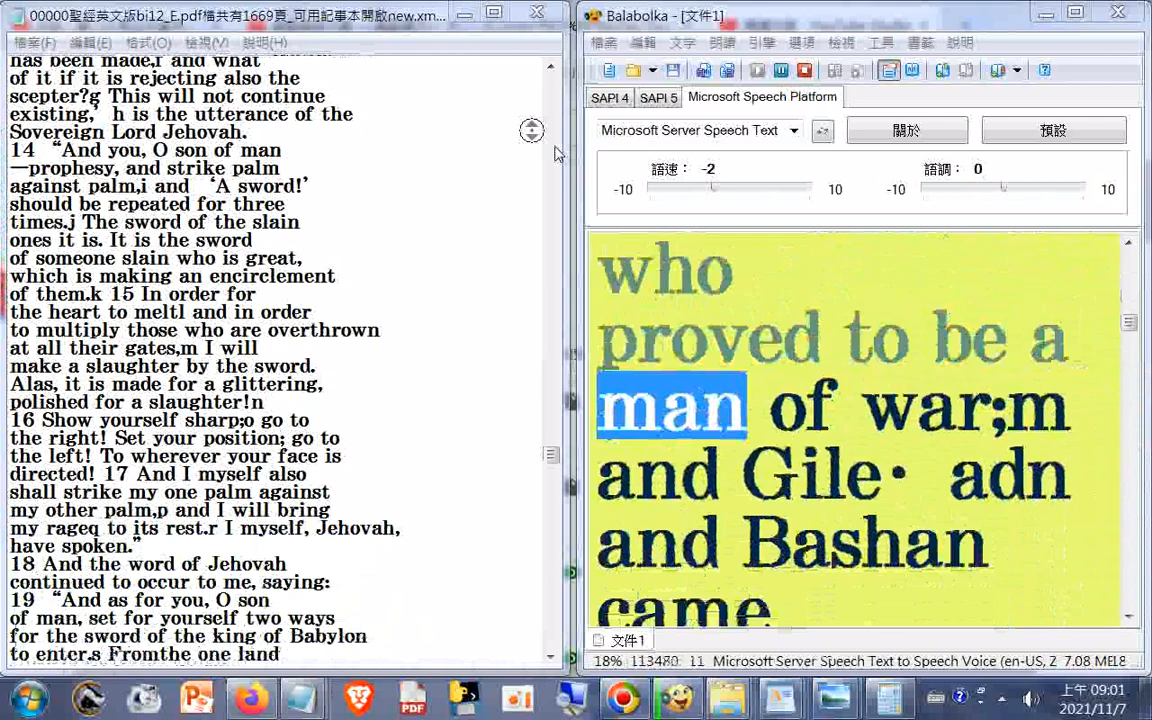 00000聖經英文版bi12_E.pdf檔共有1669頁_可用記事本開啟new.xm...
檔案(F) 編輯(E) 格式(O) 檢視(V) 說明(H)
has been made,r and what
of it if it is rejecting also the
scepter?g This will not continue
existing,’ h is the utterance of the
Sovereign Lord Jehovah.
14 “And you, O son of man
—prophesy, and strike palm
against palm,i and ‘A sword!’
should be repeated for three
times.j The sword of the slain
ones it is. It is the sword
of someone slain who is great,
which is making an encirclement
of them.k 15 In order for
the heart to meltl and in order
to multiply those who are overthrown
at all their gates,m I will
make a slaughter by the sword.
Alas, it is made for a glittering,
polished for a slaughter!n
16 Show yourself sharp;o go to
the right! Set your position; go to
the left! To wherever your face is
directed! 17 And I myself also
shall strike my one palm against
my other palm,p and I will bring
my rageq to its rest.r I myself, Jehovah,
have spoken.”
18 And the word of Jehovah
continued to occur to me, saying:
19 “And as for you, O son
of man, set for yourself two ways
for the sword of the king of Babylon
to enter.s Fromthe one land
Balabolka - [文件1]
檔案 編輯 文字 朗讀 引擎 選項 檢視 工具 書籤 說明
SAPI 4 SAPI 5 Microsoft Speech Platform
Microsoft Server Speech Text 關於 預設
語速： -2 語調： 0
-10 10 -10 10
who
proved to be a
man of war;m
and Gile· adn
and Bashan
came
文件1
18% 113480: 11 Microsoft Server Speech Text to Speech Voice (en-US, Z 7.08 ME
PDF
上午 09:01
2021/11/7